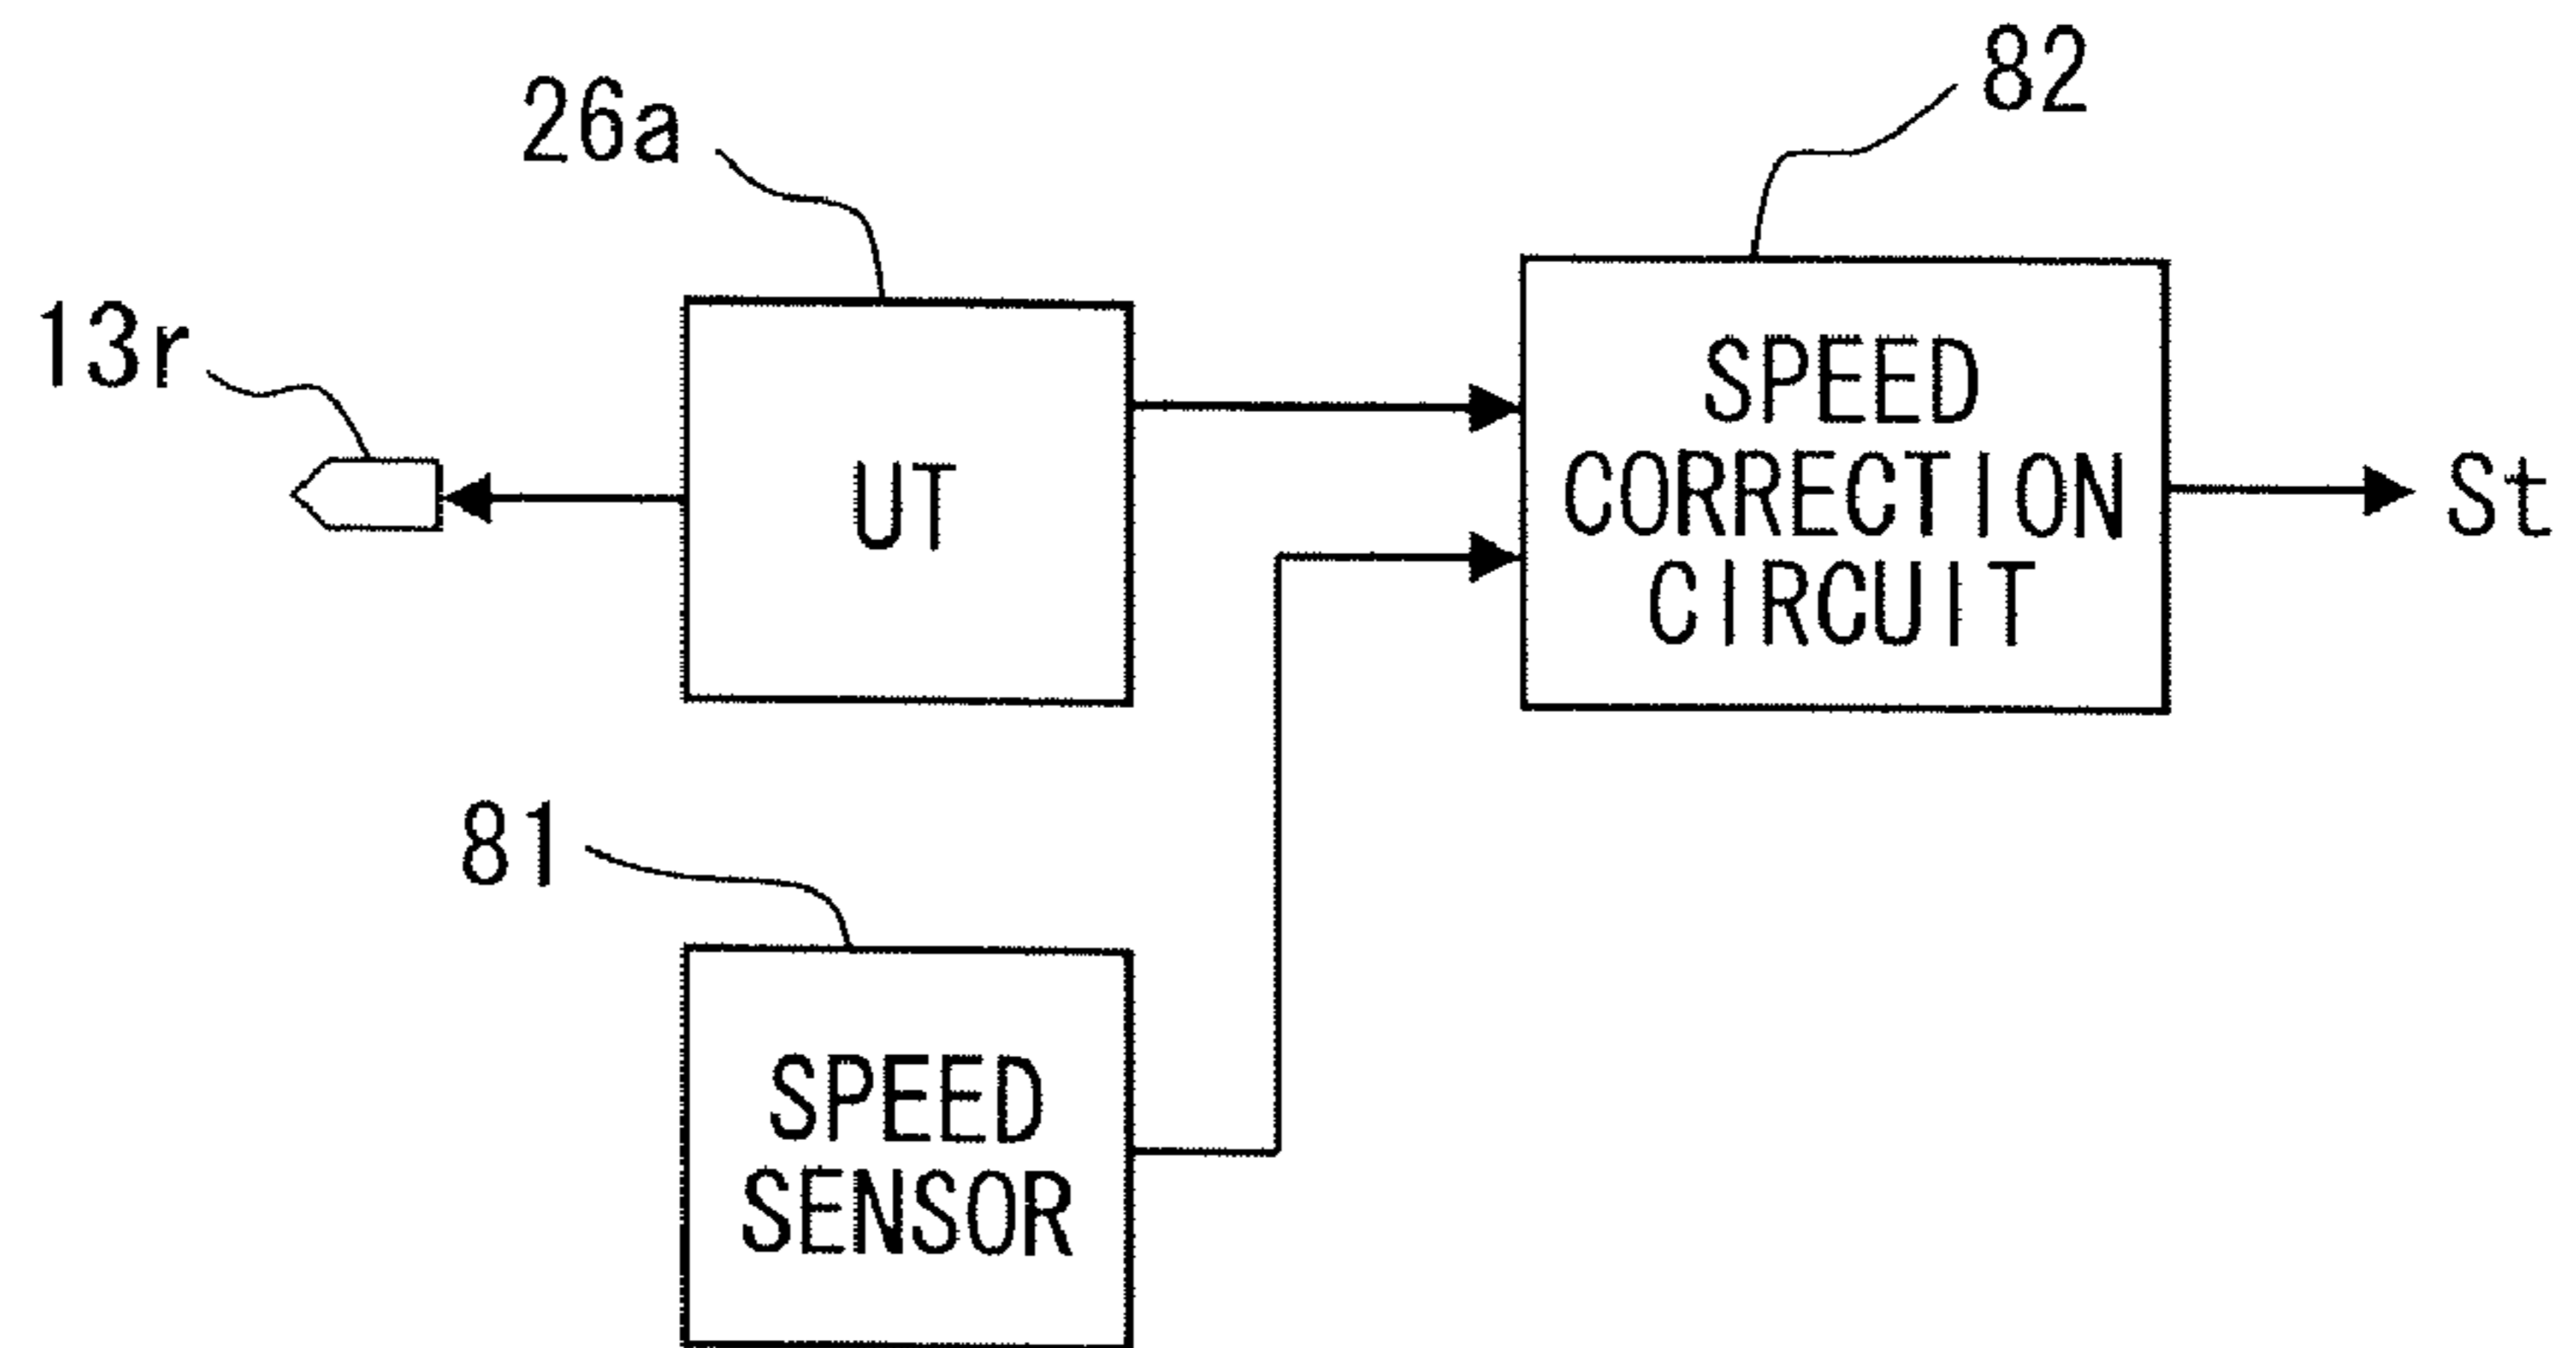 82
26a
13r
UT
SPEED
CORRECTION
CIRCUIT
St
81
SPEED
SENSOR